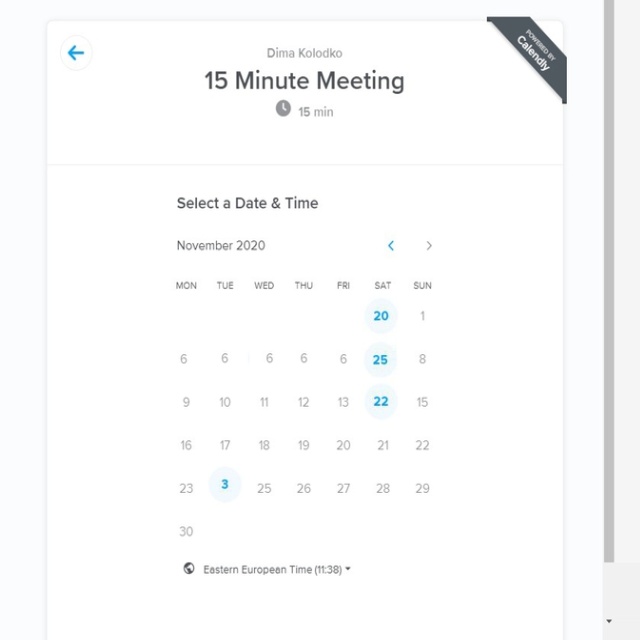 Dima Kolodko
POWERED BY
Calendly
15 Minute Meeting
15 min
Select a Date & Time
November 2020
MON TUE WED THU FRI SAT SUN
20 1
6 6 6 6 6 25 8
9 10 11 12 13 22 15
16 17 18 19 20 21 22
23 3 25 26 27 28 29
30
Eastern European Time (11:38)